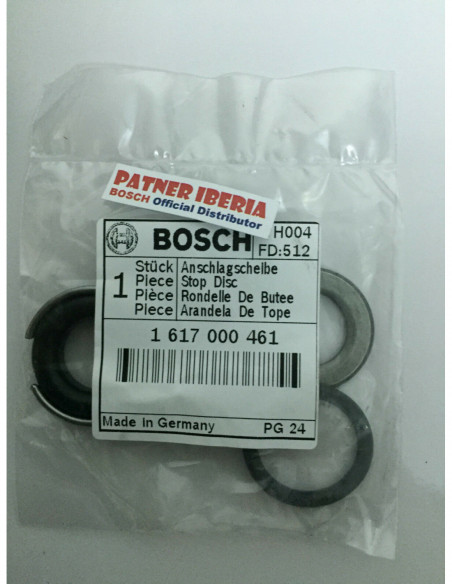 PATNER IBERIA
BOSCH Official Distributor
BOSCH
H004
FD:512
1
Stück Anschlagscheibe
Piece Stop Disc
Pièce Rondelle De Butee
Piece Arandela De Tope
1 617 000 461
Made in Germany PG 24